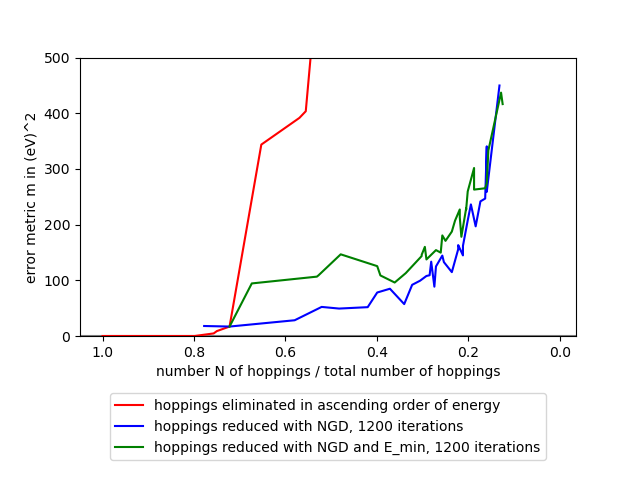 500
400
300
200
100
0
error metric m in (eV)^2
1.0 0.8 0.6 0.4 0.2 0.0
number N of hoppings / total number of hoppings
hoppings eliminated in ascending order of energy
hoppings reduced with NGD, 1200 iterations
hoppings reduced with NGD and E_min, 1200 iterations